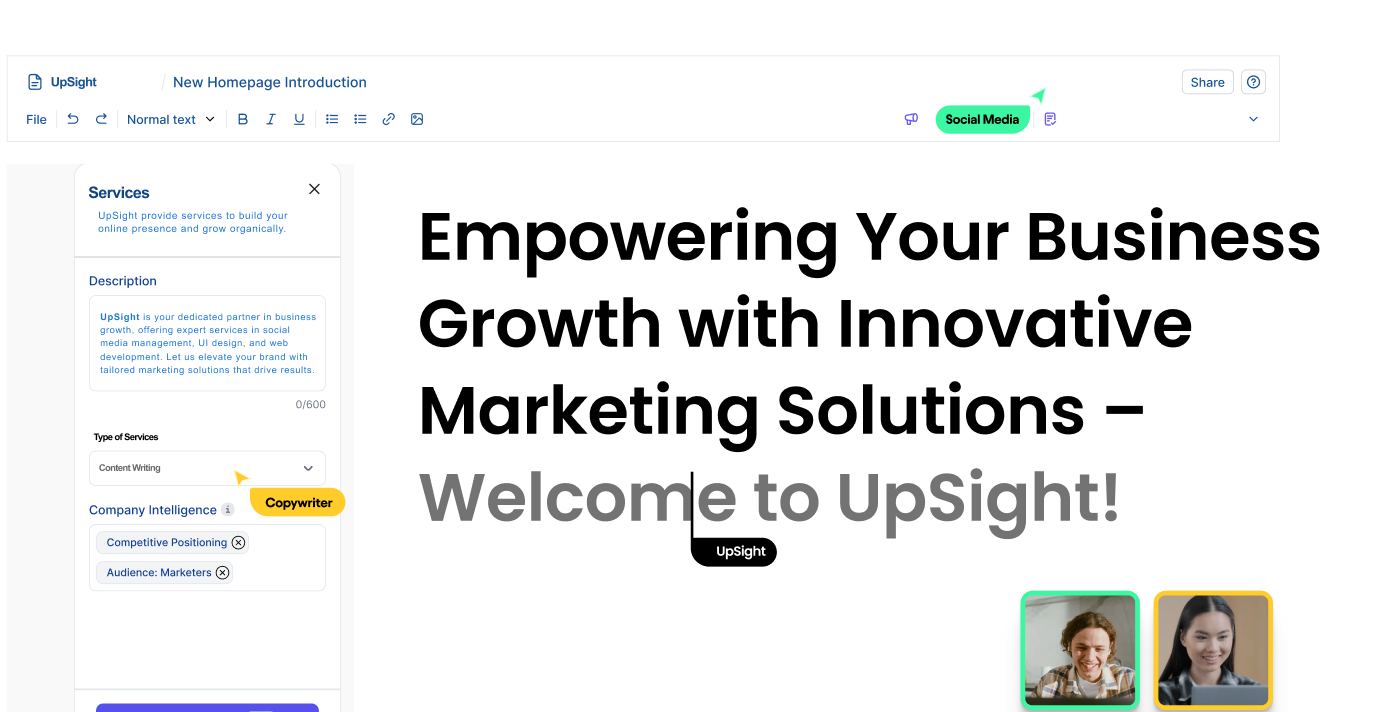 UpSight
New Homepage Introduction
Share
File
Normal text
B I U
Social Media
Services
UpSight provide services to build your
online presence and grow organically.
Description
UpSight is your dedicated partner in business
growth, offering expert services in social
media management, UI design, and web
development. Let us elevate your brand with
tailored marketing solutions that drive results.
0/600
Type of Services
Content Writing
Copywriter
Company Intelligence i
Competitive Positioning
Audience: Marketers
Empowering Your Business
Growth with Innovative
Marketing Solutions –
Welcome to UpSight!
UpSight